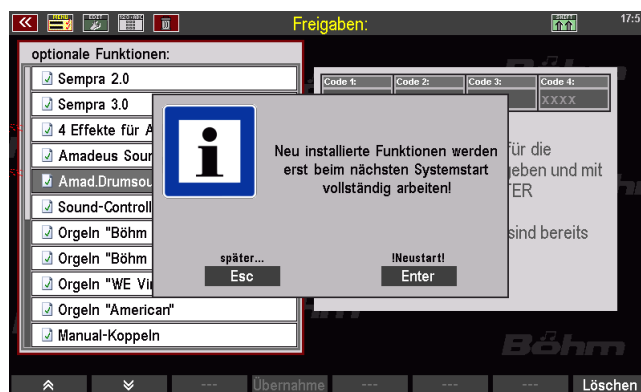 MENU
EDIT
Freigaben:
SHIFT
17:5
optionale Funktionen:
Sempra 2.0
Sempra 3.0
4 Effekte für A
Amadeus Sour
Amad.Drumsou
Sound-Controll
Orgeln "Böhm
Orgeln "Böhm
Orgeln "WE Vi
Orgeln "American"
Manual-Koppeln
Code 1: Code 2: Code 3: Code 4:
XXXX
für die
geben und mit
TER
sind bereits
Neu installierte Funktionen werden
erst beim nächsten Systemstart
vollständig arbeiten!
später... !Neustart!
Esc Enter
Böhm
--- Übernahme --- --- --- Löschen